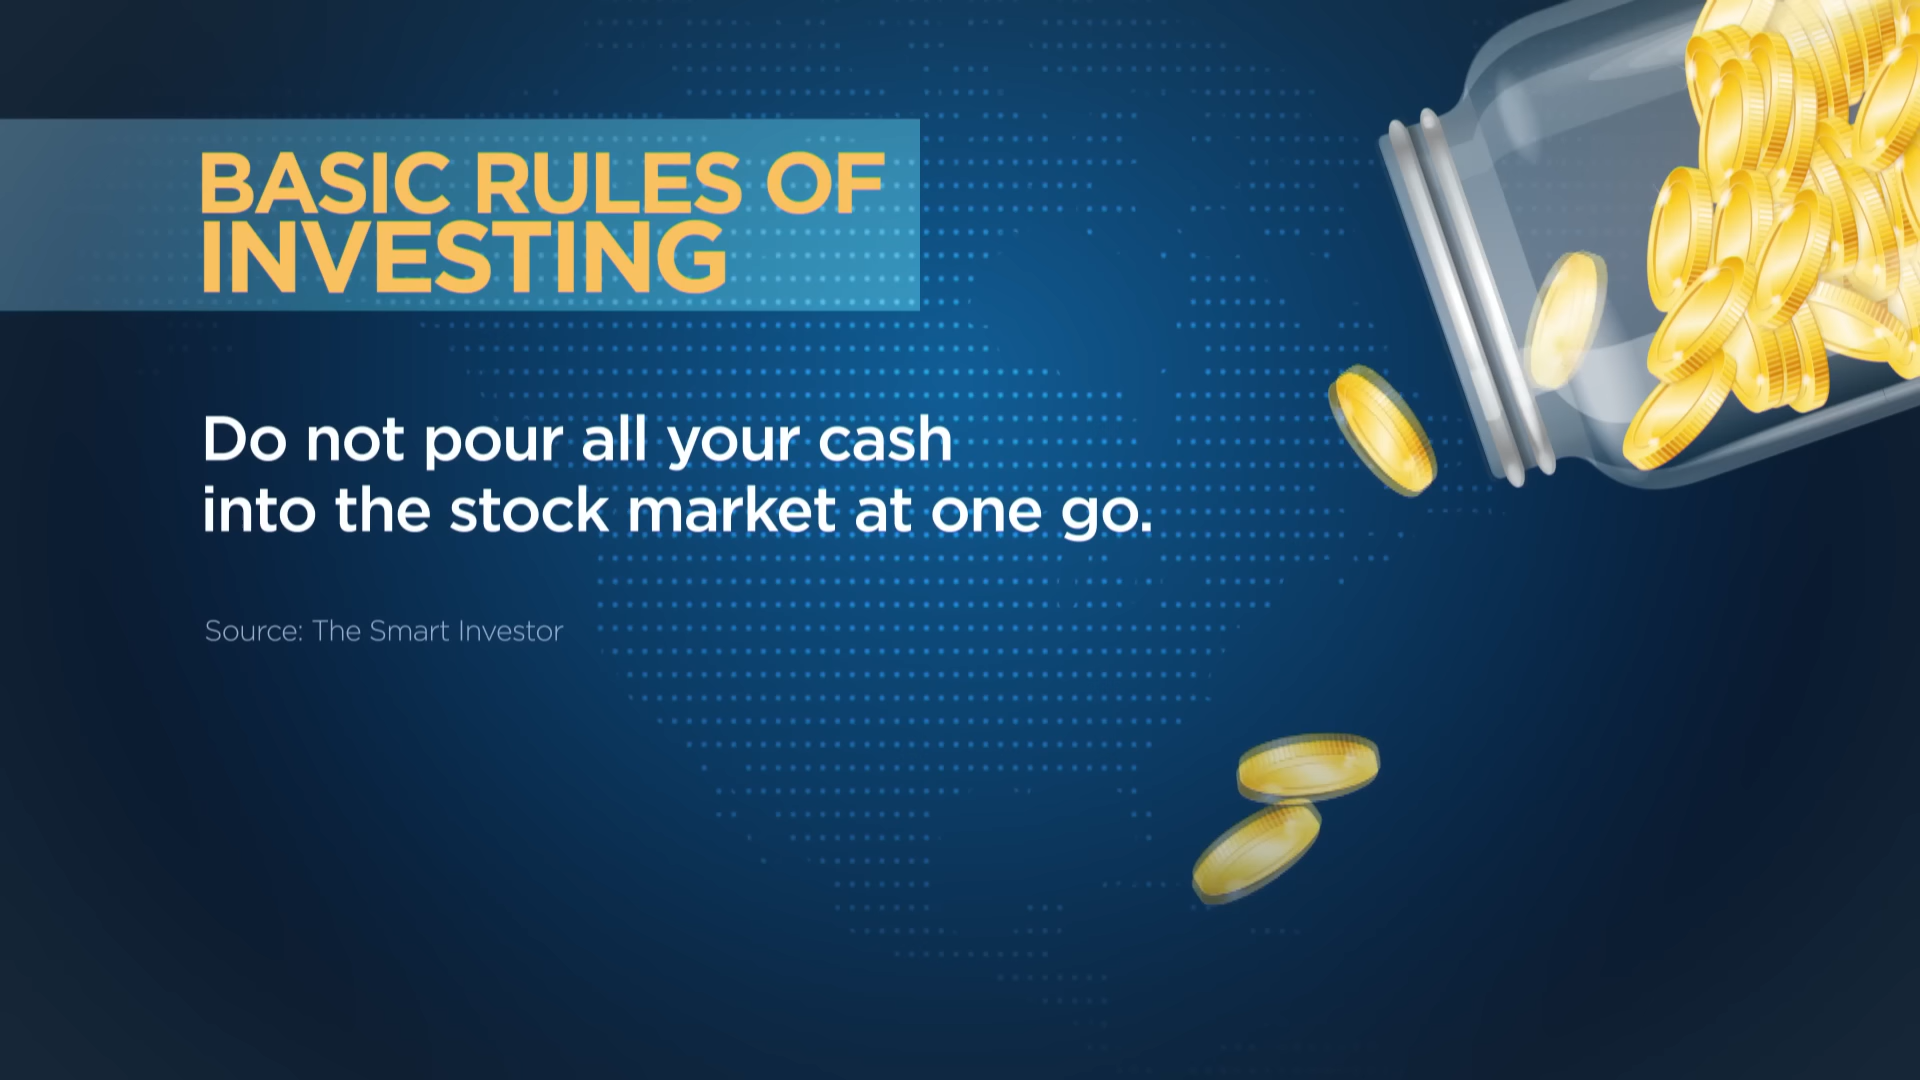 BASIC RULES OF
INVESTING
Do not pour all your cash
into the stock market at one go.
Source: The Smart Investor